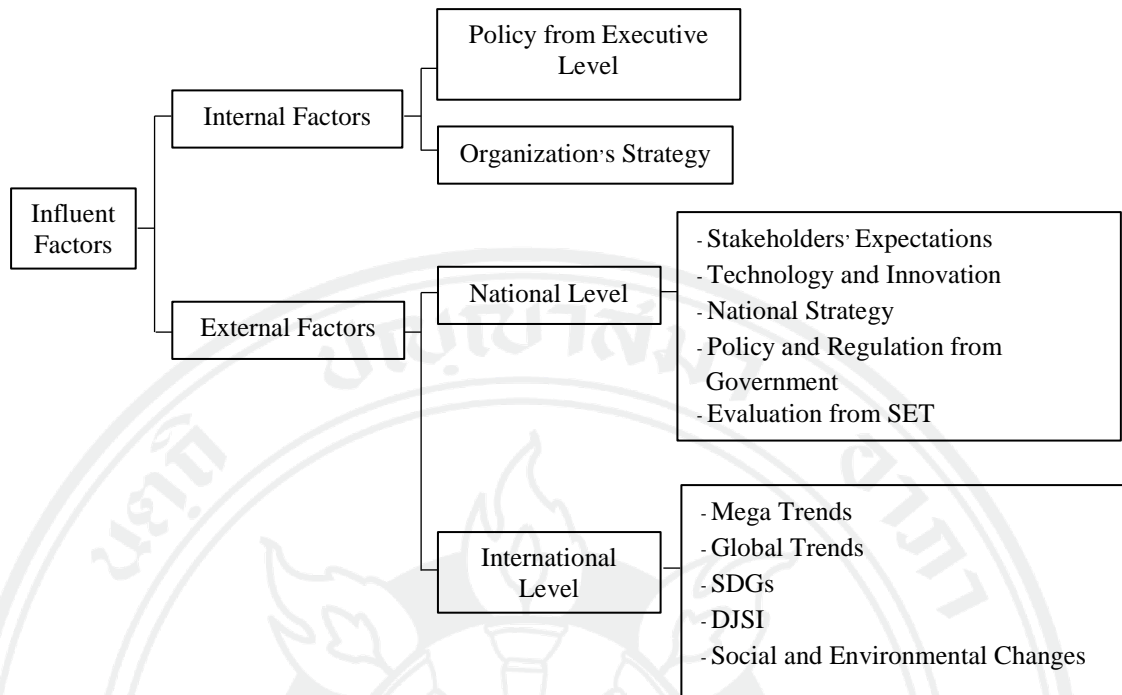 Policy from Executive
Level
Internal Factors
Organization's Strategy
Influent
Factors
External Factors
National Level
- Stakeholders' Expectations
- Technology and Innovation
- National Strategy
- Policy and Regulation from
Government
- Evaluation from SET
International
Level
- Mega Trends
- Global Trends
- SDGs
- DJSI
- Social and Environmental Changes